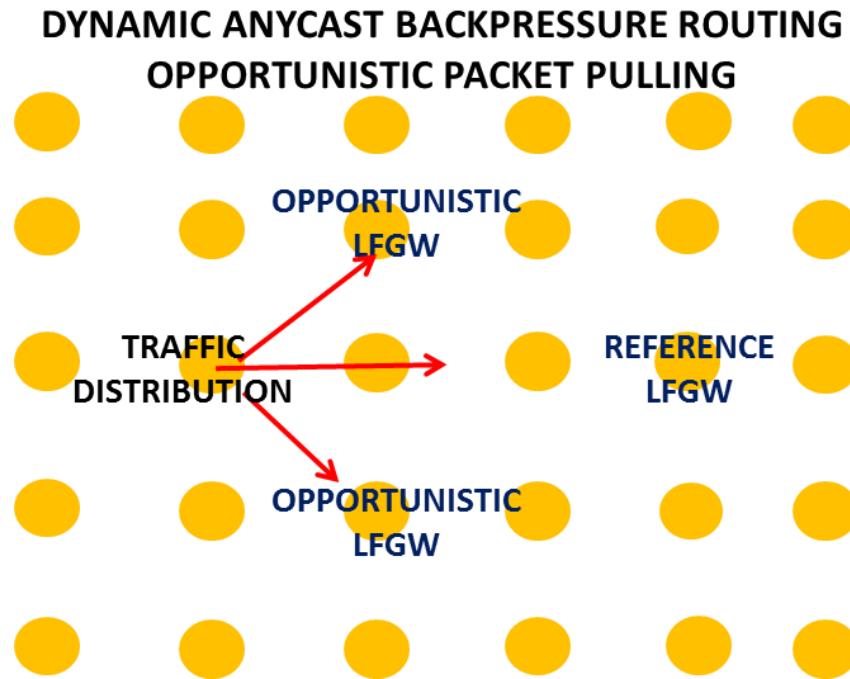 DYNAMIC ANYCAST BACKPRESSURE ROUTING
OPPORTUNISTIC PACKET PULLING
OPPORTUNISTIC
LFGW
TRAFFIC
DISTRIBUTION
REFERENCE
LFGW
OPPORTUNISTIC
LFGW